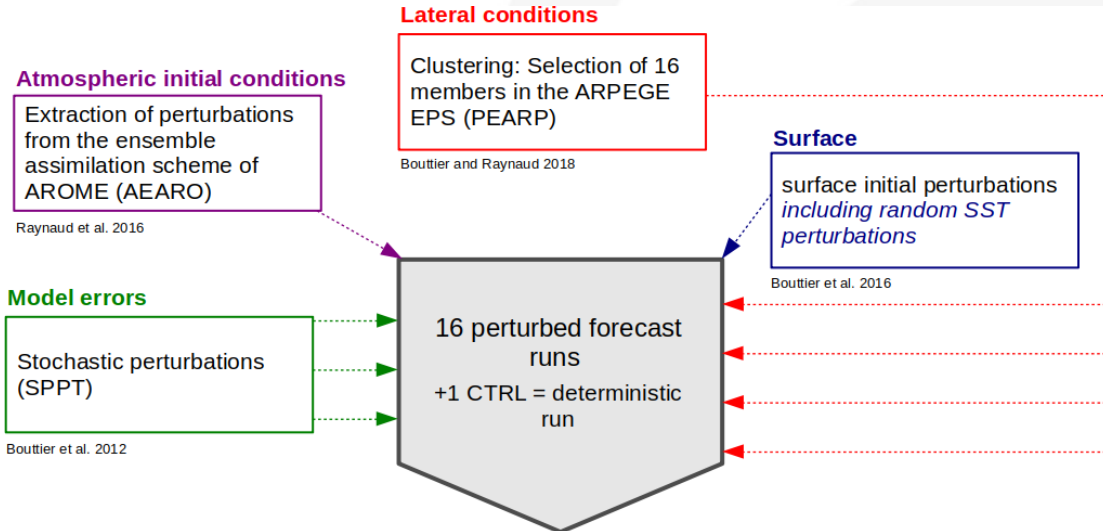 Lateral conditions
Clustering: Selection of 16
members in the ARPEGE
EPS (PEARP)
Bouttier and Raynaud 2018
Atmospheric initial conditions
Extraction of perturbations
from the ensemble
assimilation scheme of
AROME (AEARO)
Raynaud et al. 2016
Surface
surface initial perturbations
including random SST
perturbations
Bouttier et al. 2016
Model errors
Stochastic perturbations
(SPPT)
Bouttier et al. 2012
16 perturbed forecast
runs
+1 CTRL = deterministic
run